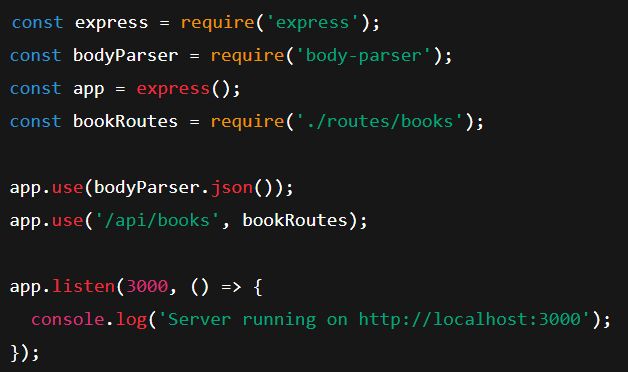 const express = require('express');
const bodyParser = require('body-parser');
const app = express();
const bookRoutes = require('./routes/books');

app.use(bodyParser.json());
app.use('/api/books', bookRoutes);

app.listen(3000, () => {
  console.log('Server running on http://localhost:3000');
});